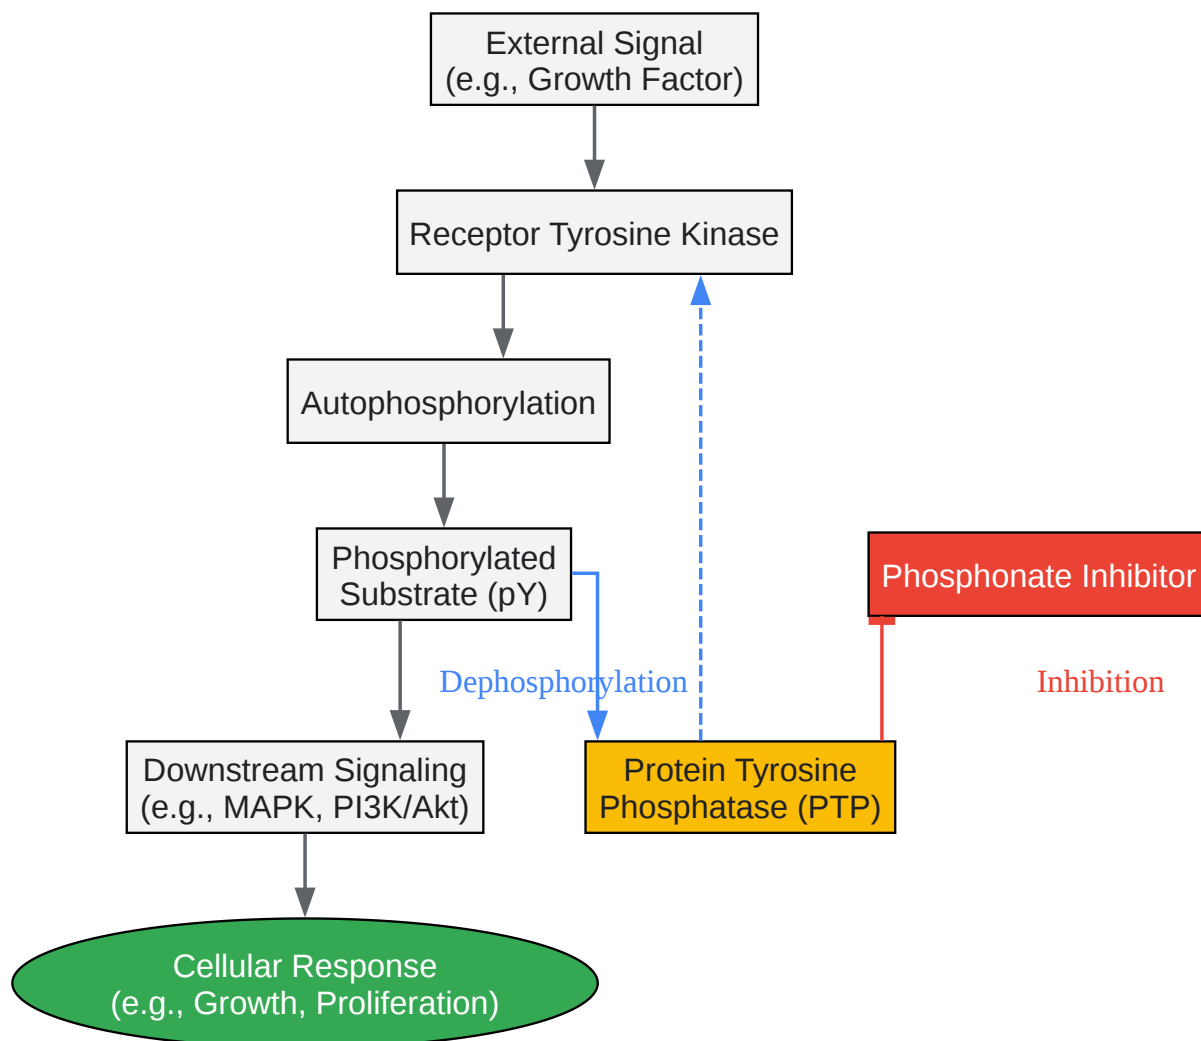 External Signal
(e.g., Growth Factor)
Receptor Tyrosine Kinase
Autophosphorylation
Phosphorylated
Substrate (pY)
Phosphonate Inhibitor
Dephosphorylation
Inhibition
Downstream Signaling
(e.g., MAPK, PI3K/Akt)
Protein Tyrosine
Phosphatase (PTP)
Cellular Response
(e.g., Growth, Proliferation)